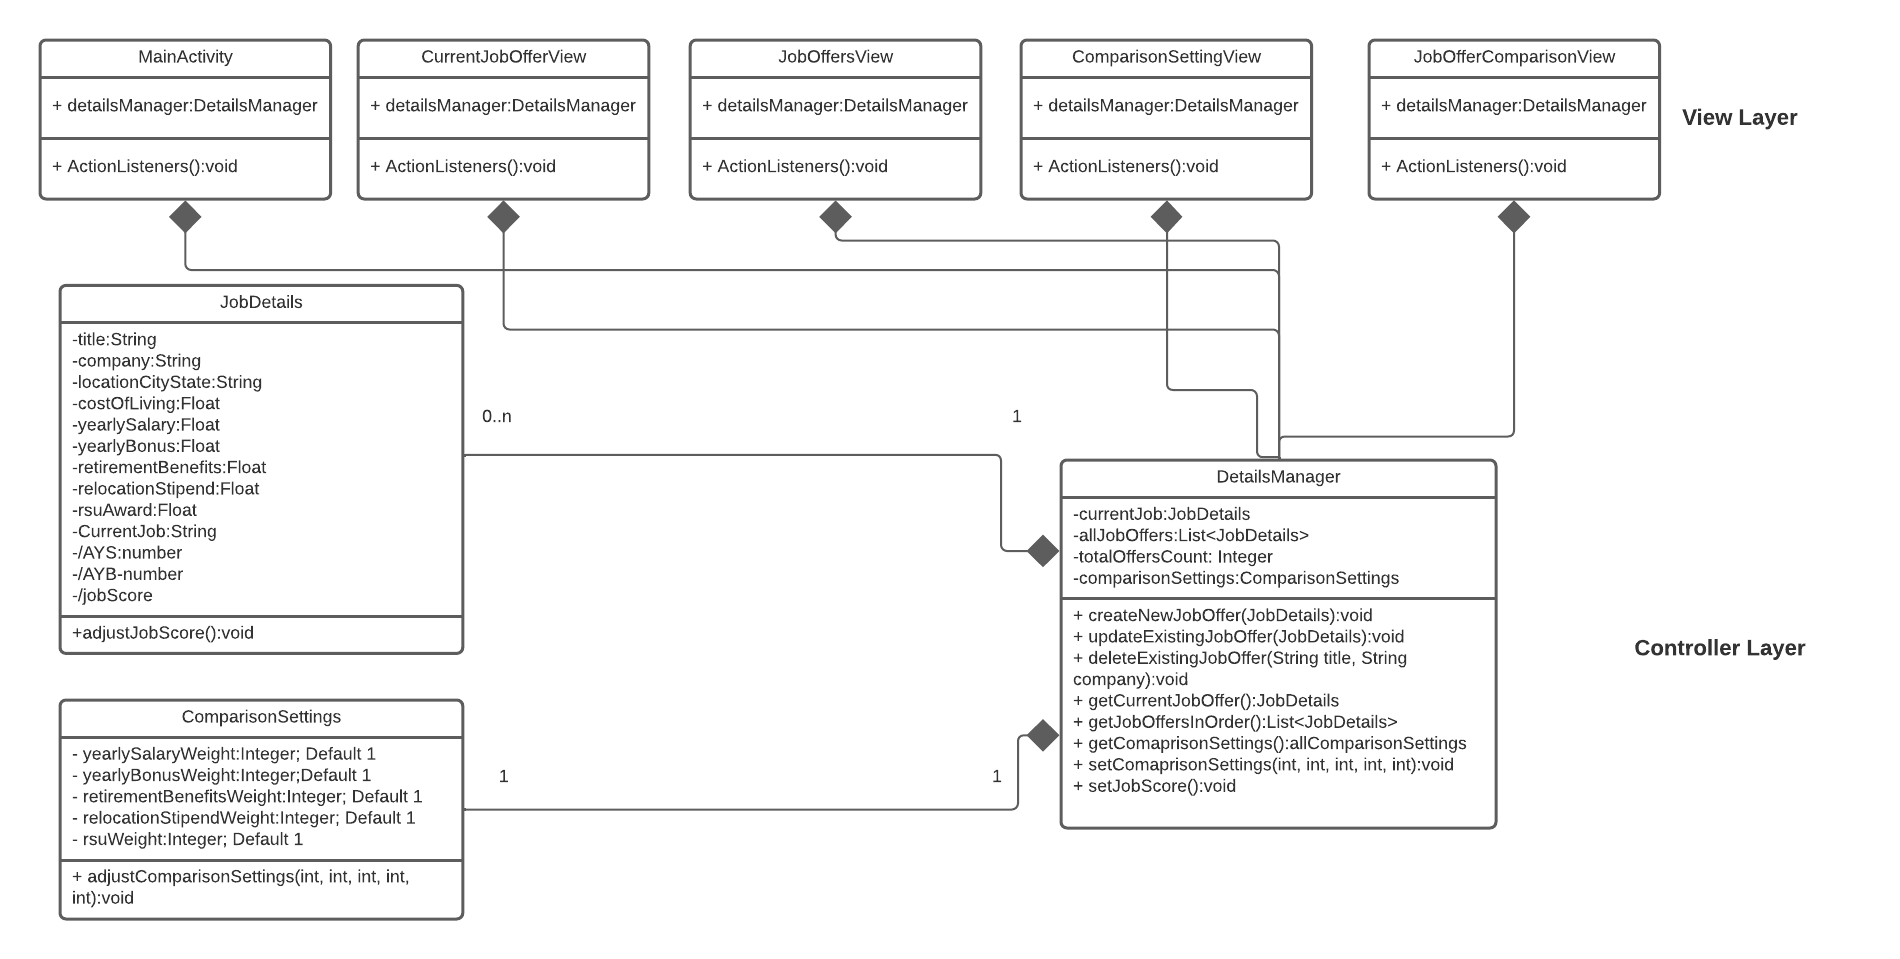 MainActivity
+ detailsManager:DetailsManager
+ ActionListeners():void
CurrentJobOfferView
+ detailsManager:DetailsManager
+ ActionListeners():void
JobOffersView
+ detailsManager:DetailsManager
+ ActionListeners():void
ComparisonSettingView
+ detailsManager:DetailsManager
+ ActionListeners():void
JobOfferComparisonView
+ detailsManager:DetailsManager
+ ActionListeners():void
View Layer
JobDetails
-title:String
-company:String
-locationCityState:String
-costOfLiving:Float
-yearlySalary:Float
-yearlyBonus:Float
-retirementBenefits:Float
-relocationStipend:Float
-rsuAward:Float
-CurrentJob:String
-/AYS:number
-/AYB-number
-/jobScore
+adjustJobScore():void
0..n
1
DetailsManager
-currentJob:JobDetails
-allJobOffers:List<JobDetails>
-totalOffersCount: Integer
-comparisonSettings:ComparisonSettings
+ createNewJobOffer(JobDetails):void
+ updateExistingJobOffer(JobDetails):void
+ deleteExistingJobOffer(String title, String
company):void
+ getCurrentJobOffer():JobDetails
+ getJobOffersInOrder():List<JobDetails>
+ getComaprisonSettings():allComparisonSettings
+ setComaprisonSettings(int, int, int, int, int):void
+ setJobScore():void
Controller Layer
ComparisonSettings
- yearlySalaryWeight:Integer; Default 1
- yearlyBonusWeight:Integer;Default 1
- retirementBenefitsWeight:Integer; Default 1
- relocationStipendWeight:Integer; Default 1
- rsuWeight:Integer; Default 1
+ adjustComparisonSettings(int, int, int, int,
int):void
1
1